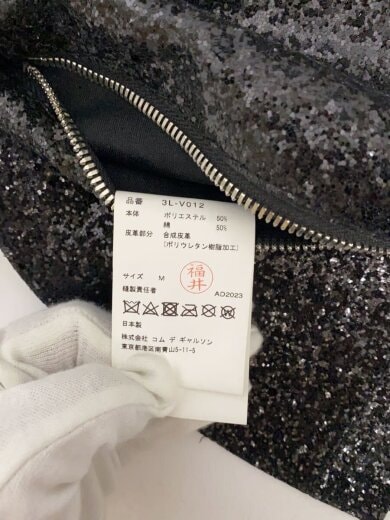 品番 3L-V012
本体 ポリエステル 50%
綿 50%
皮革部分 合成皮革
(ポリウレタン樹脂加工)
サイズ M
福井
縫製責任者 AD2023
日本製
株式会社 コム デ ギャルソン
東京都港区南青山5-11-5